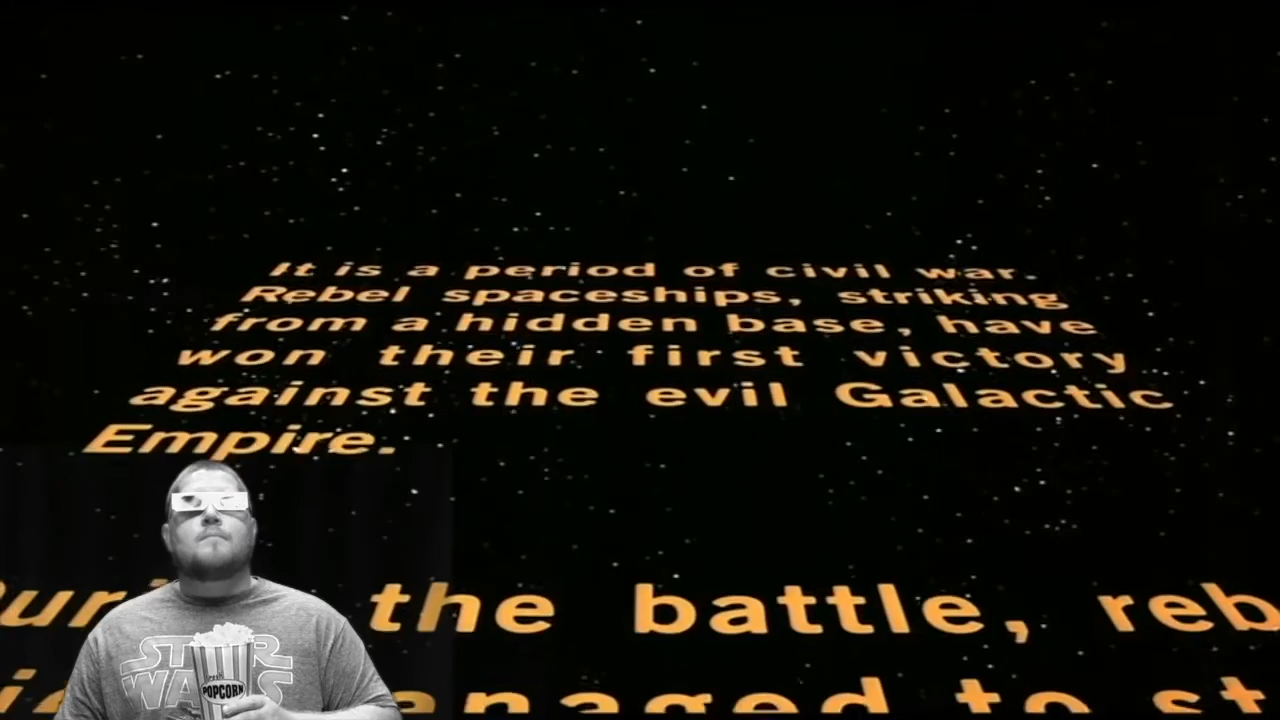 It is a period of civil war.
Rebel spaceships, striking
from a hidden base, have
won their first victory
against the evil Galactic
Empire.
the battle, reb
to st
STAR
WARS
POPCORN